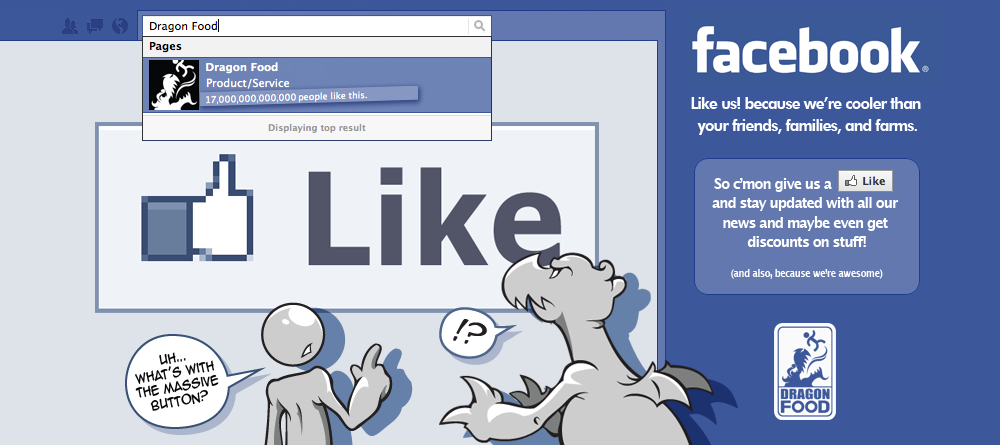 Dragon Food
Pages
Dragon Food
Product/Service
17,000,000,000,000 people like this.
Displaying top result
Like
UH...
WHAT'S WITH
THE MASSIVE
BUTTON?
!?
facebook®
Like us! because we're cooler than
your friends, families, and farms.
So c'mon give us a Like
and stay updated with all our
news and maybe even get
discounts on stuff!
(and also, because we're awesome)
DRAGON
FOOD